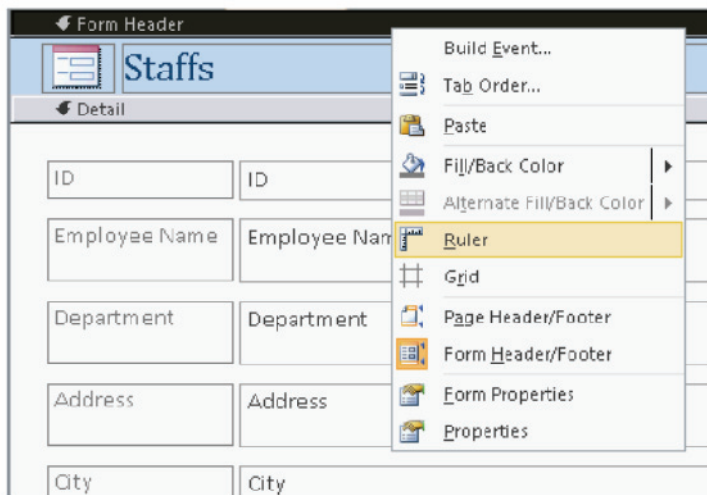 Form Header
Staffs
Detail
ID ID
Employee Name Employee Nam
Department Department
Address Address
City City
Build Event...
Tab Order...
Paste
Fill/Back Color
Alternate Fill/Back Color
Ruler
Grid
Page Header/Footer
Form Header/Footer
Form Properties
Properties